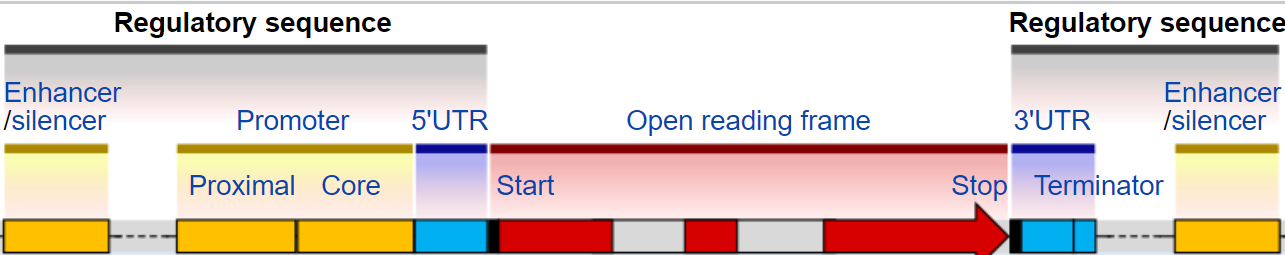 Regulatory sequence
Regulatory sequence
Enhancer
/silencer
Promoter
5'UTR
Open reading frame
3'UTR
Enhancer
/silencer
Proximal
Core
Start
Stop
Terminator